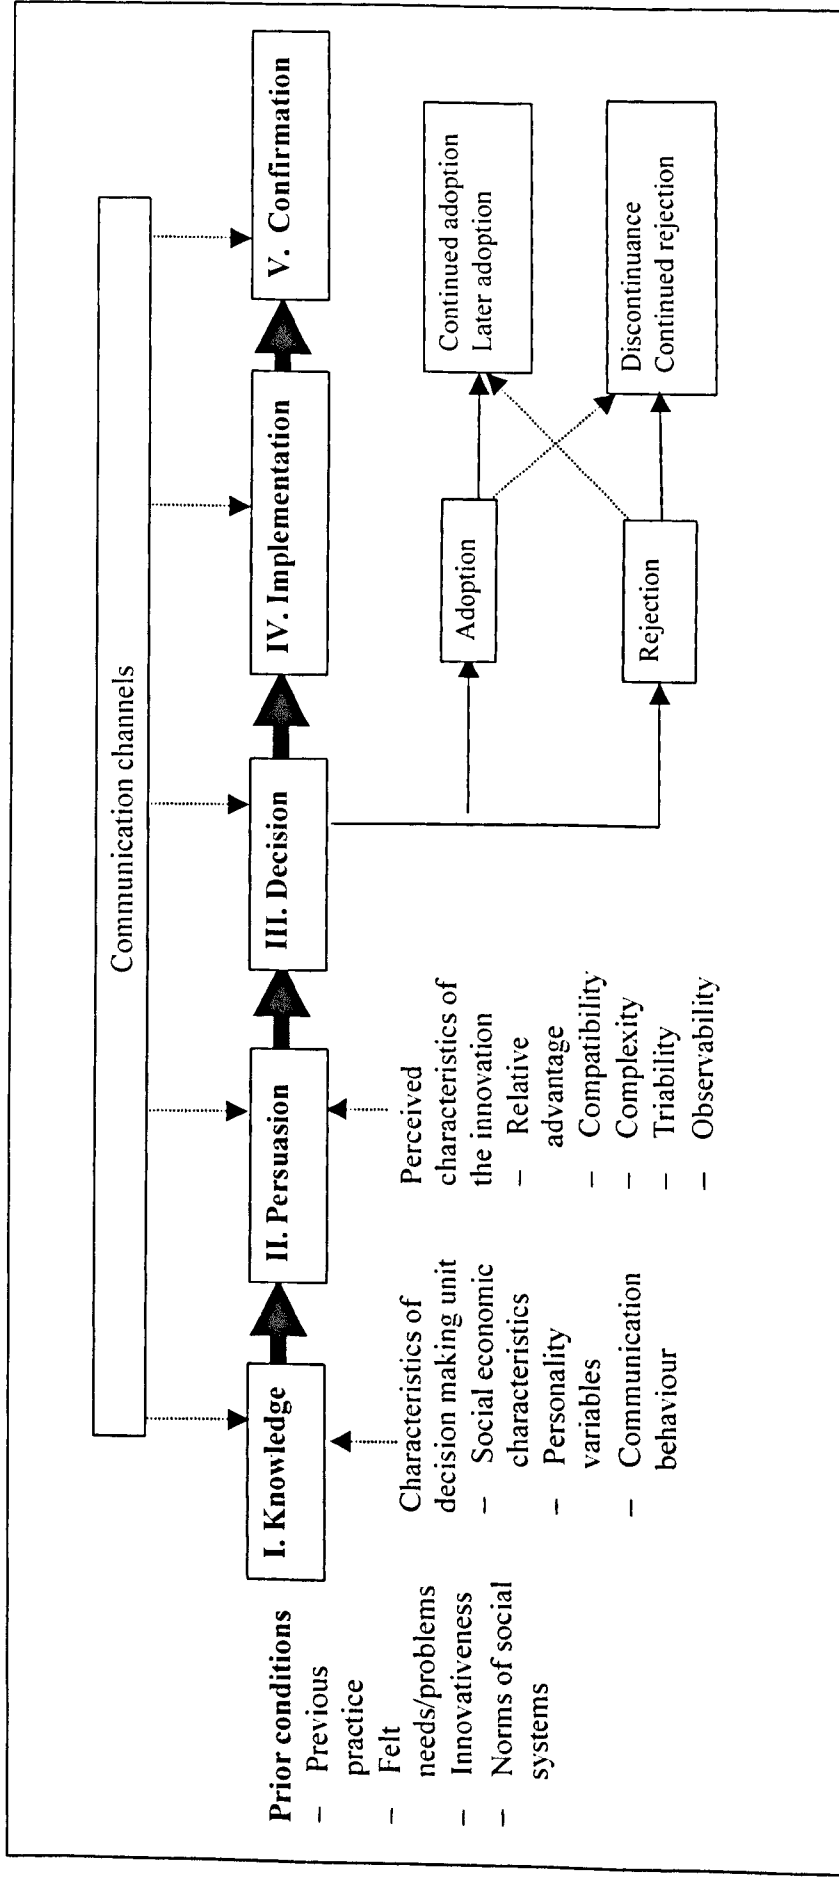 Communication channels
I. Knowledge
II. Persuasion
III. Decision
IV. Implementation
V. Confirmation
Prior conditions
– Previous
practice
– Felt
needs/problems
– Innovativeness
– Norms of social
systems
Characteristics of
decision making unit
– Social economic
characteristics
– Personality
variables
– Communication
behaviour
Perceived
characteristics of
the innovation
– Relative
advantage
– Compatibility
– Complexity
– Triability
– Observability
Adoption
Rejection
Continued adoption
Later adoption
Discontinuance
Continued rejection